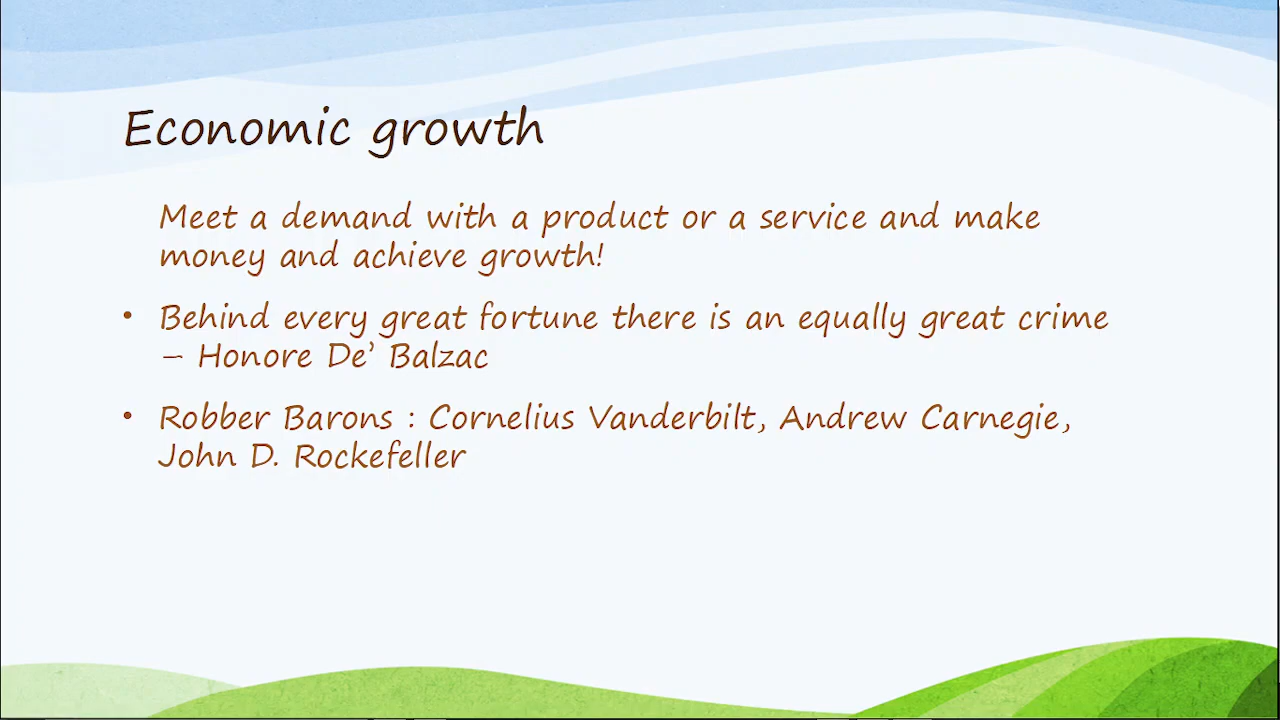 Economic growth
Meet a demand with a product or a service and make
money and achieve growth!
• Behind every great fortune there is an equally great crime
– Honore De’ Balzac
• Robber Barons : Cornelius Vanderbilt, Andrew Carnegie,
John D. Rockefeller